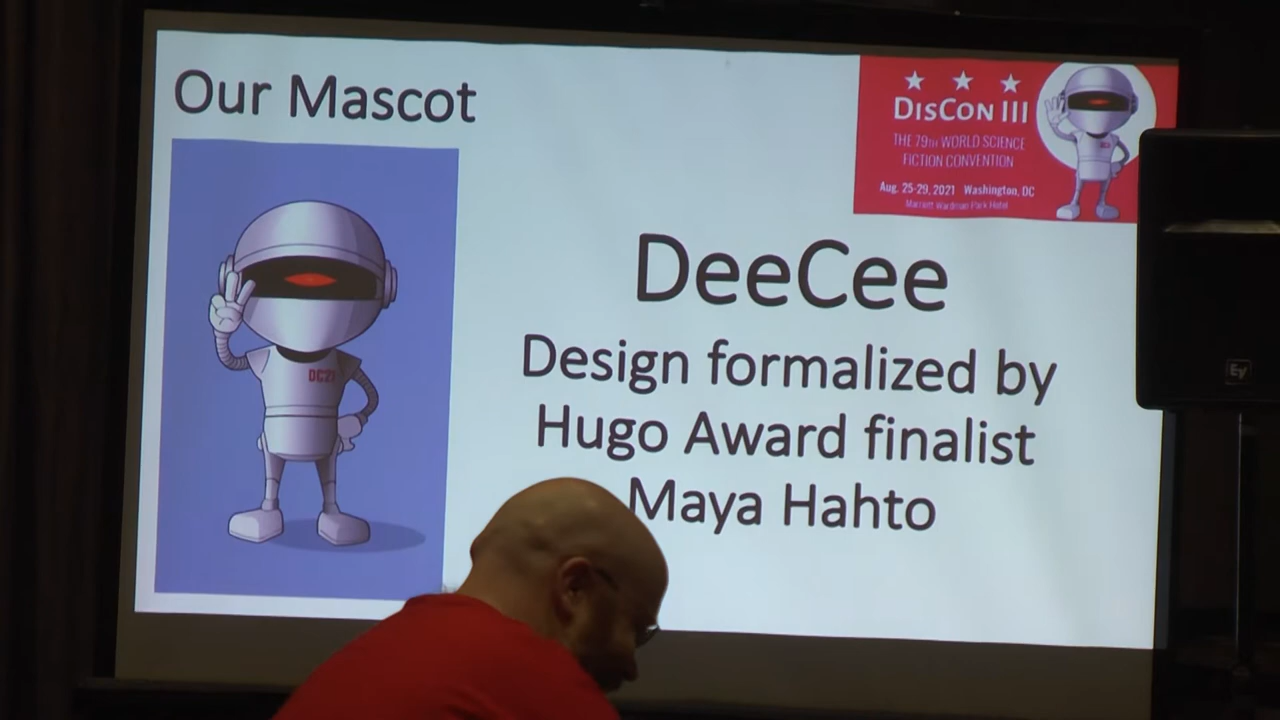 Our Mascot
DISCON III
THE 79TH WORLD SCIENCE
FICTION CONVENTION
Aug. 25-29, 2021 Washington, DC
Marriott Wardman Park Hotel
DC21
DeeCee
Design formalized by
Hugo Award finalist
Maya Hahto
EV